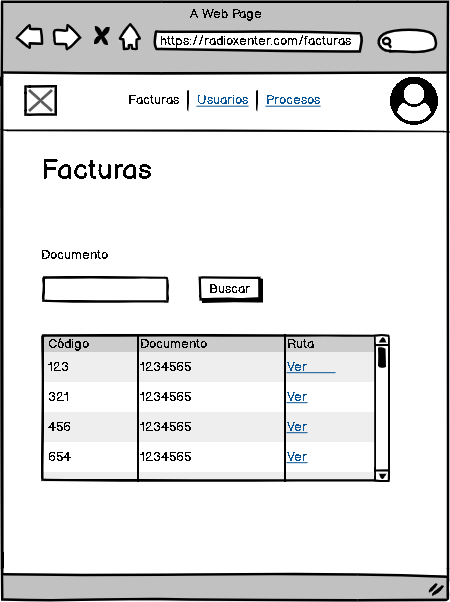 A Web Page
https://radioxenter.com/facturas
Facturas | Usuarios | Procesos
Facturas
Documento
Buscar
Código Documento Ruta
123 1234565 Ver
321 1234565 Ver
456 1234565 Ver
654 1234565 Ver